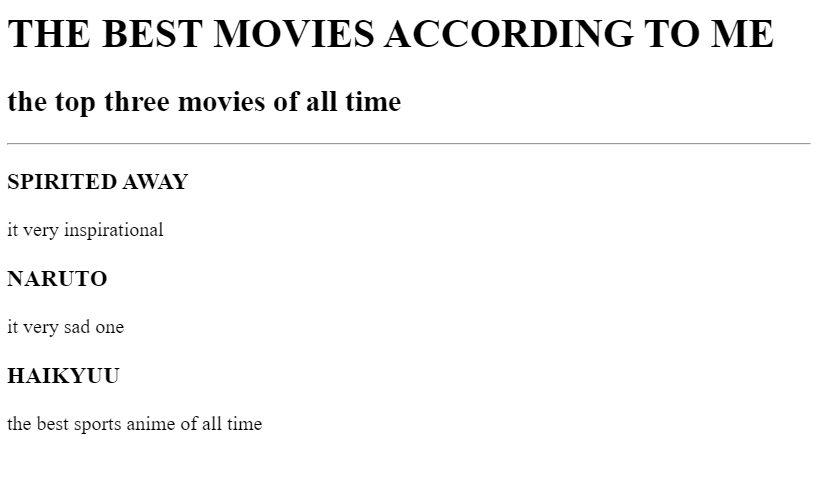 THE BEST MOVIES ACCORDING TO ME
the top three movies of all time
SPIRITED AWAY
it very inspirational
NARUTO
it very sad one
HAIKYUU
the best sports anime of all time